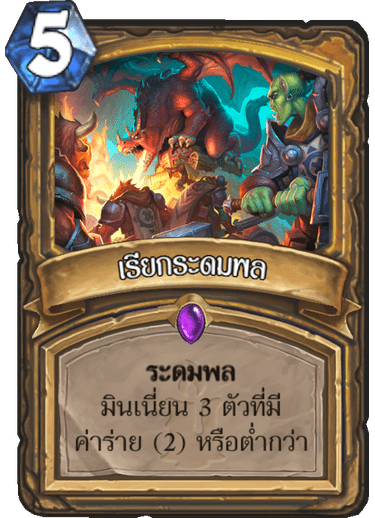 5
เรียกระดมพล
ระดมพล
มินเนี่ยน 3 ตัวที่มี
ค่าร่าย (2) หรือต่ำกว่า